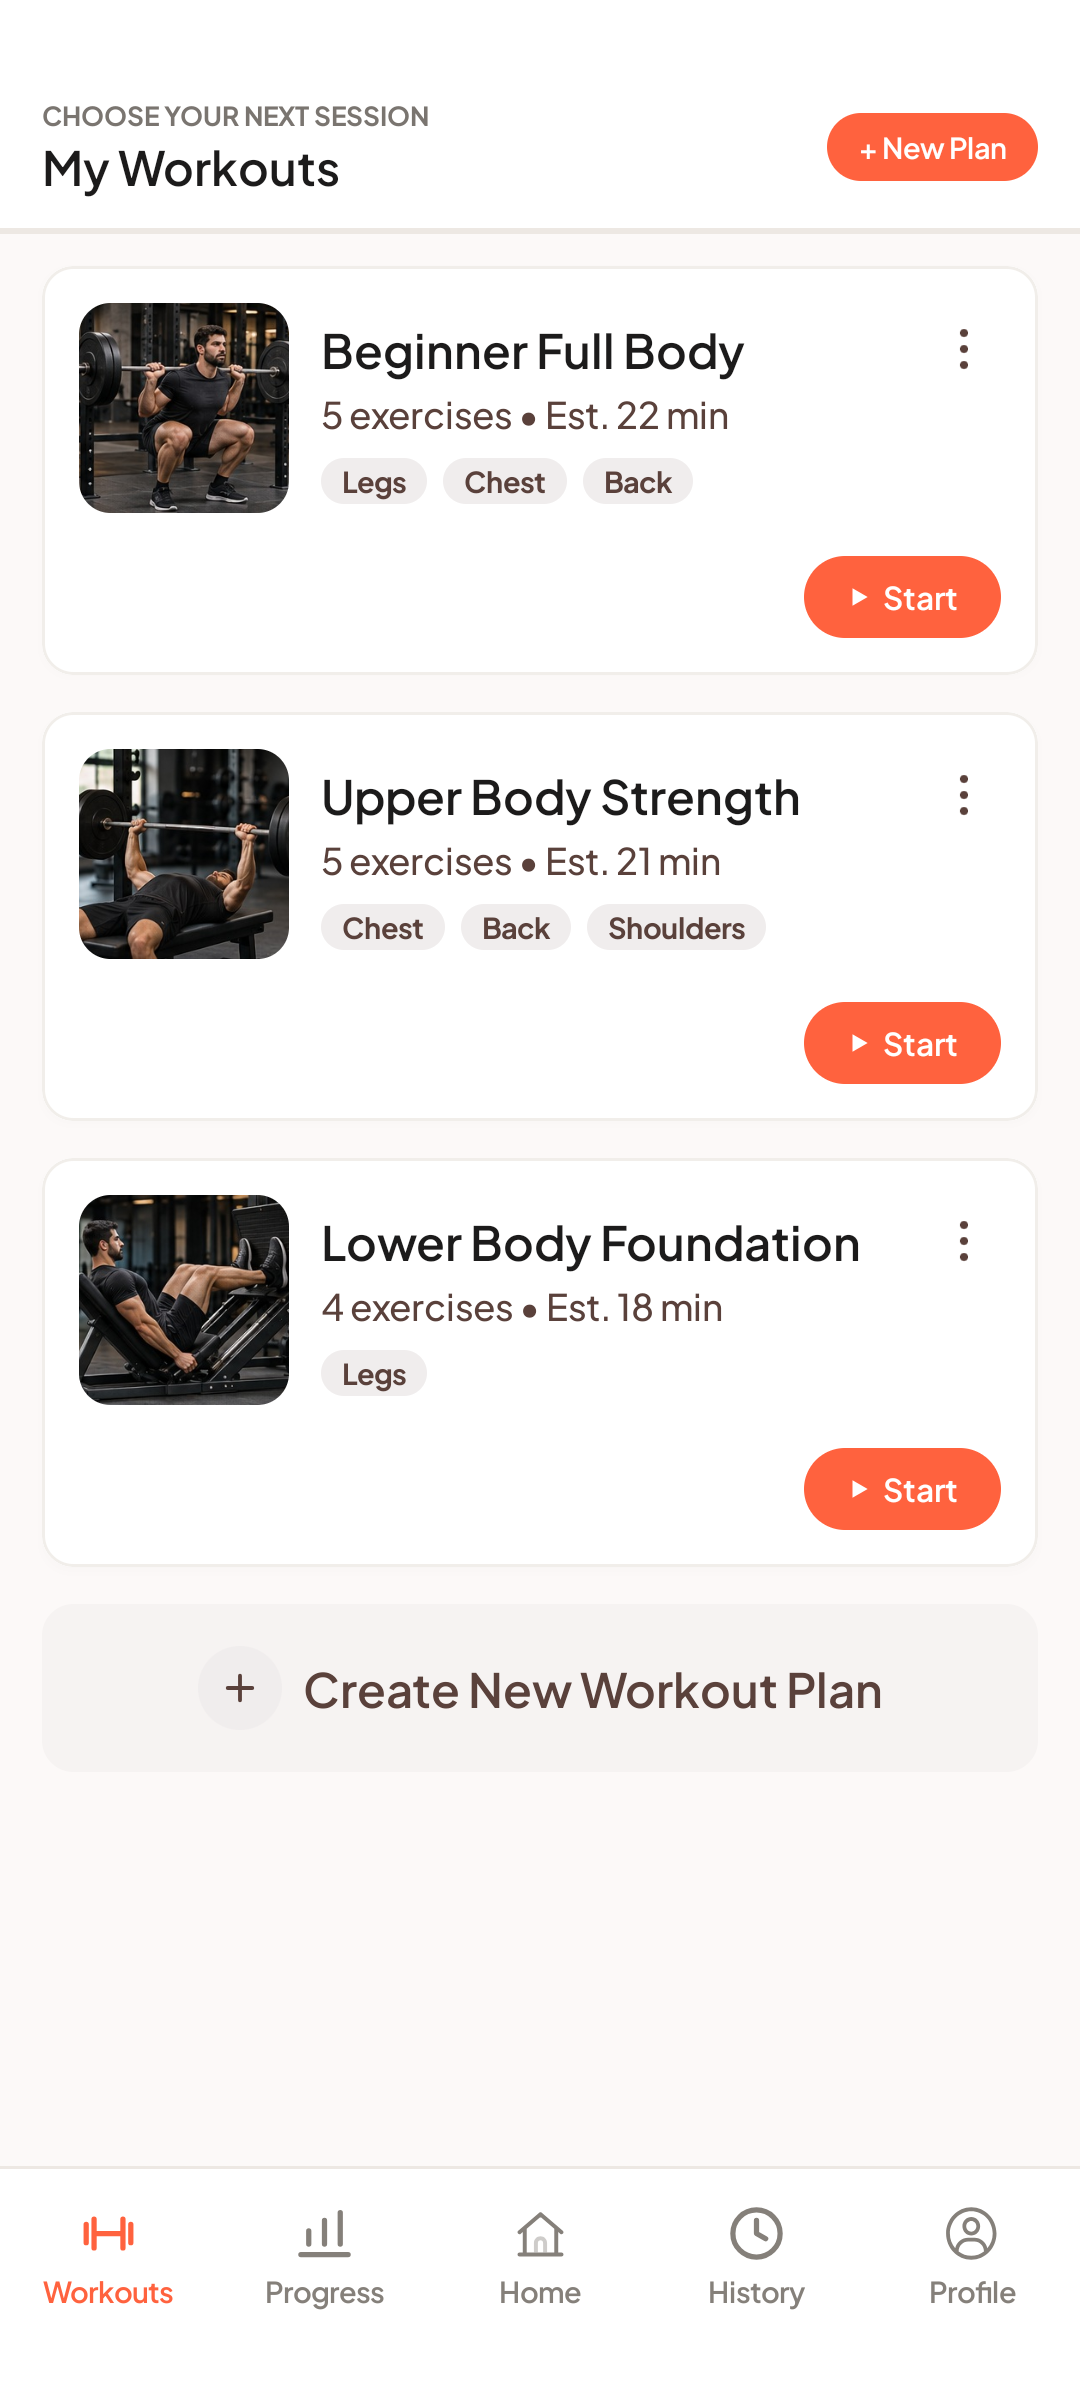 CHOOSE YOUR NEXT SESSION
My Workouts
+ New Plan
Beginner Full Body
5 exercises • Est. 22 min
Legs Chest Back
Start
Upper Body Strength
5 exercises • Est. 21 min
Chest Back Shoulders
Start
Lower Body Foundation
4 exercises • Est. 18 min
Legs
Start
+ Create New Workout Plan
Workouts Progress Home History Profile